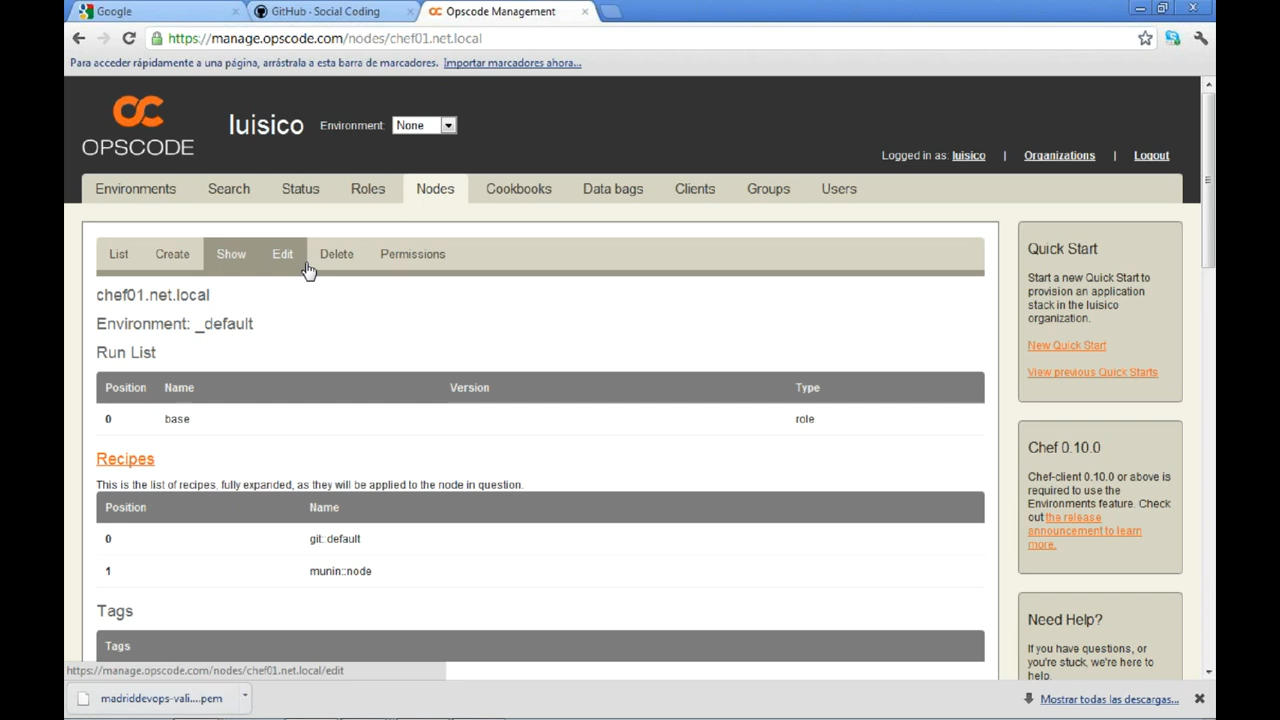 Google
GitHub - Social Coding
Opscode Management
https://manage.opscode.com/nodes/chef01.net.local
Para acceder rápidamente a una página, arrástrala a esta barra de marcadores. Importar marcadores ahora...
OPSCODE
luisico
Environment: None
Logged in as: luisico | Organizations | Logout
Environments Search Status Roles Nodes Cookbooks Data bags Clients Groups Users
List Create Show Edit Delete Permissions
chef01.net.local
Environment: _default
Run List
Position Name Version Type
0 base role
Recipes
This is the list of recipes, fully expanded, as they will be applied to the node in question.
Position Name
0 git::default
1 munin::node
Tags
Tags
Quick Start
Start a new Quick Start to
provision an application
stack in the luisico
organization.
New Quick Start
View previous Quick Starts
Chef 0.10.0
Chef-client 0.10.0 or above is
required to use the
Environments feature. Check
out the release
announcement to learn
more.
Need Help?
If you have questions, or
you're stuck, we're here to
help.
https://manage.opscode.com/nodes/chef01.net.local/edit
madriddevops-vali....pem
Mostrar todas las descargas...